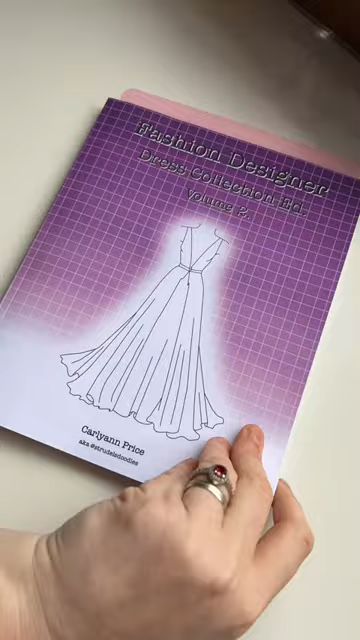 Fashion Designer
Dress Collection Ed.
Volume 2
Carlyann Price
aka @strudelsdoodles